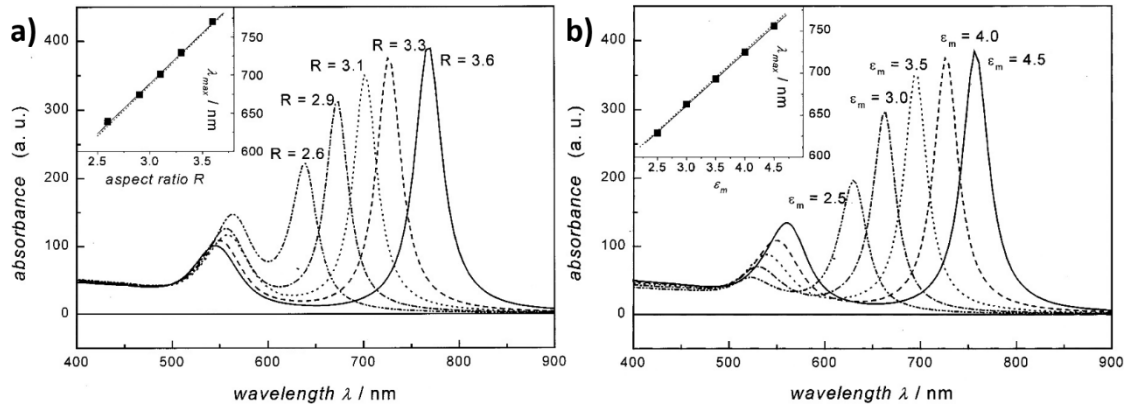 a)
absorbance (a. u.)
400
300
200
100
0
400 500 600 700 800 900
wavelength λ / nm
R = 2.6
R = 2.9
R = 3.1
R = 3.3
R = 3.6
750
700
650
600
λmax / nm
2.6 3.0 3.4 3.8
aspect ratio R
b)
absorbance (a. u.)
400
300
200
100
0
400 500 600 700 800 900
wavelength λ / nm
εm = 2.5
εm = 3.0
εm = 3.5
εm = 4.0
εm = 4.5
750
700
650
600
λmax / nm
2.5 3.0 3.5 4.0 4.5
εm